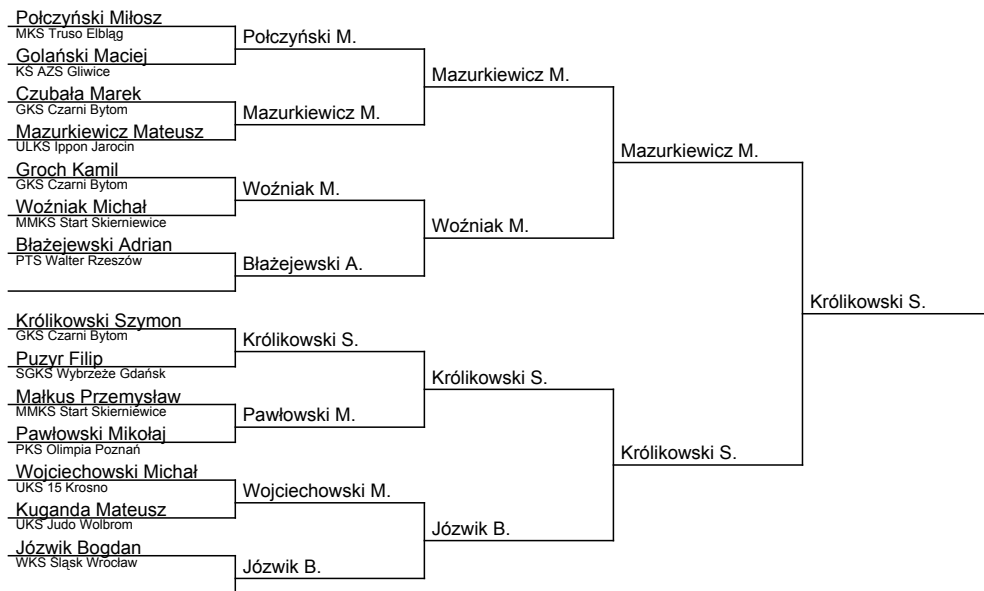 Połczyński Miłosz
MKS Truso Elbląg
Golański Maciej
KS AZS Gliwice
Czubała Marek
GKS Czarni Bytom
Mazurkiewicz Mateusz
ULKS Ippon Jarocin
Groch Kamil
GKS Czarni Bytom
Woźniak Michał
MMKS Start Skierniewice
Błażejewski Adrian
PTS Walter Rzeszów
Królikowski Szymon
GKS Czarni Bytom
Puzyr Filip
SGKS Wybrzeże Gdańsk
Małkus Przemysław
MMKS Start Skierniewice
Pawłowski Mikołaj
PKS Olimpia Poznań
Wojciechowski Michał
UKS 15 Krosno
Kuganda Mateusz
UKS Judo Wolbrom
Józwik Bogdan
WKS Śląsk Wrocław
Połczyński M.
Mazurkiewicz M.
Woźniak M.
Błażejewski A.
Królikowski S.
Pawłowski M.
Wojciechowski M.
Józwik B.
Mazurkiewicz M.
Woźniak M.
Królikowski S.
Józwik B.
Mazurkiewicz M.
Królikowski S.
Królikowski S.